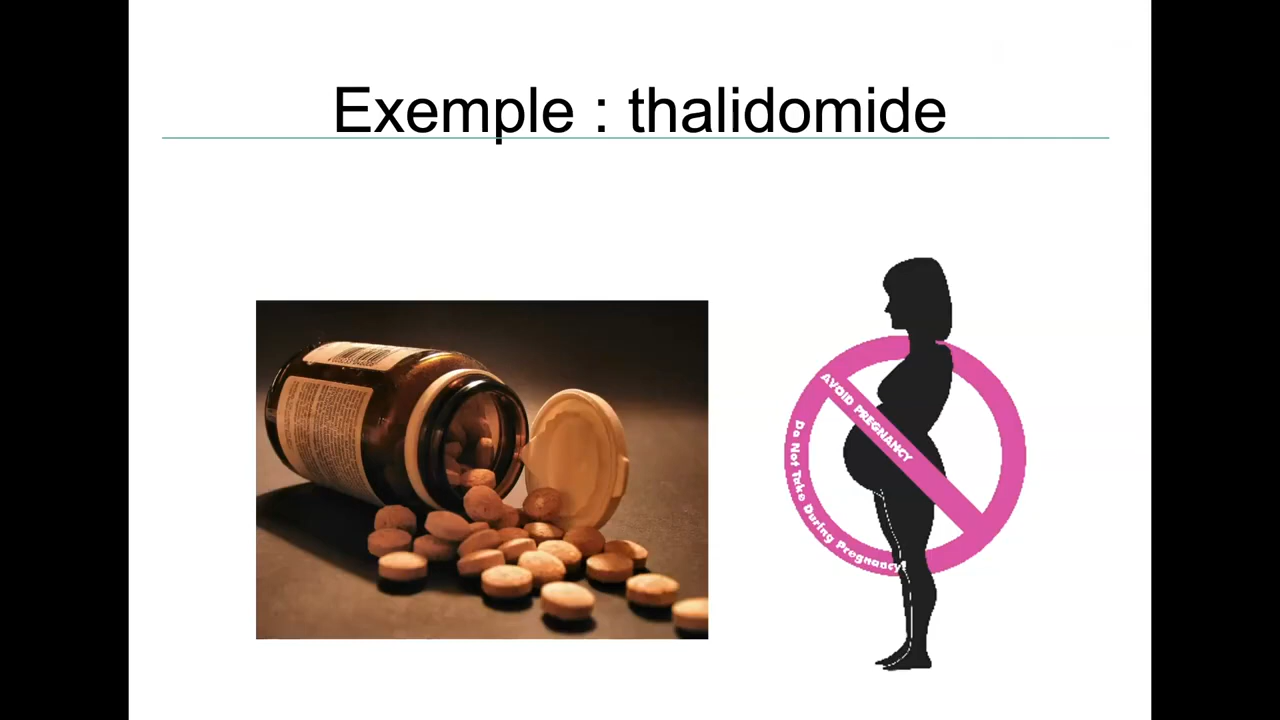 Exemple : thalidomide
AVOID PREGNANCY
Do Not Take During Pregnancy!